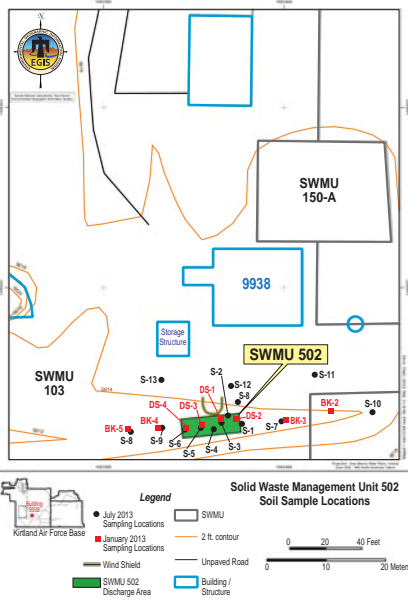 EGIS
SWMU
150-A
9938
Storage
Structure
SWMU 502
SWMU
103
S-2
S-11
S-13
DS-1
S-12
S-8
5614
DS-3
DS-4
BK-2
S-10
DS-2
BK-4
BK-5
S-7
BK-3
S-1
S-8
S-9
S-6
S-3
S-5
S-4
Building
9938
Kirtland Air Force Base
Legend
July 2013
Sampling Locations
January 2013
Sampling Locations
Wind Shield
SWMU 502
Discharge Area
SWMU
2 ft. contour
Unpaved Road
Building /
Structure
Solid Waste Management Unit 502
Soil Sample Locations
0 20 40 Feet
0 10 20 Meters